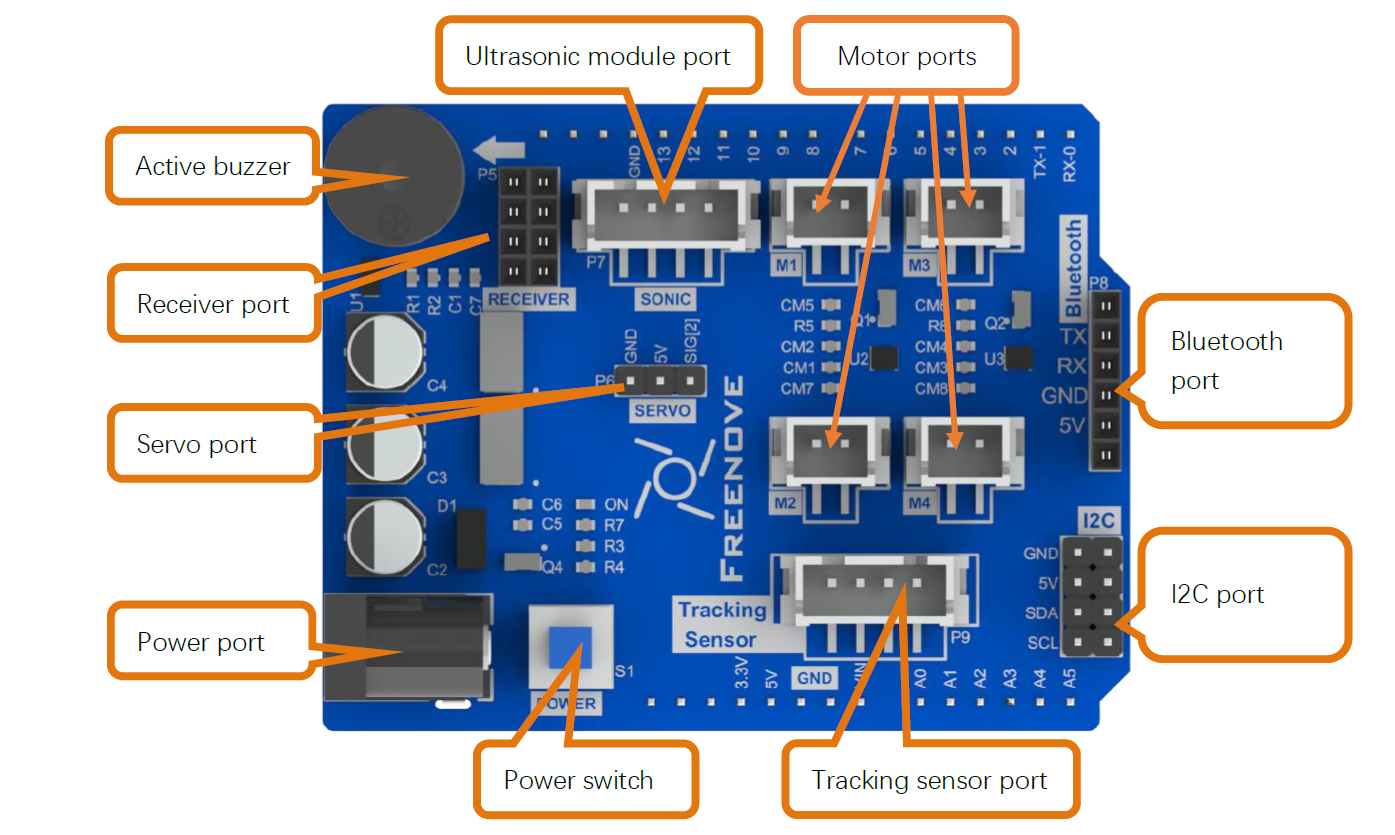 Ultrasonic module port
Motor ports
Active buzzer
GND
13
12
11
10
9
8
7
6
5
4
3
2
TX-1
RX-0
P5
P7
RECEIVER
SONIC
M1
M3
Bluetooth
P8
Receiver port
U1
R1
R2
C1
C7
GND
5V
SIG[2]
CM5
R5
CM2
CM1
CM7
Q1
U2
CM6
R6
CM4
CM3
CM8
Q2
U3
TX
RX
GND
5V
Bluetooth
port
C4
P6
SERVO
Servo port
C3
FREENOVE
M2
M4
D1
C6
C5
Q4
ON
R7
R3
R4
C2
I2C
GND
5V
SDA
SCL
I2C port
Power port
Tracking
Sensor
P9
S1
POWER
3.3V
5V
GND
A0
A1
A2
A3
A4
A5
Power switch
Tracking sensor port